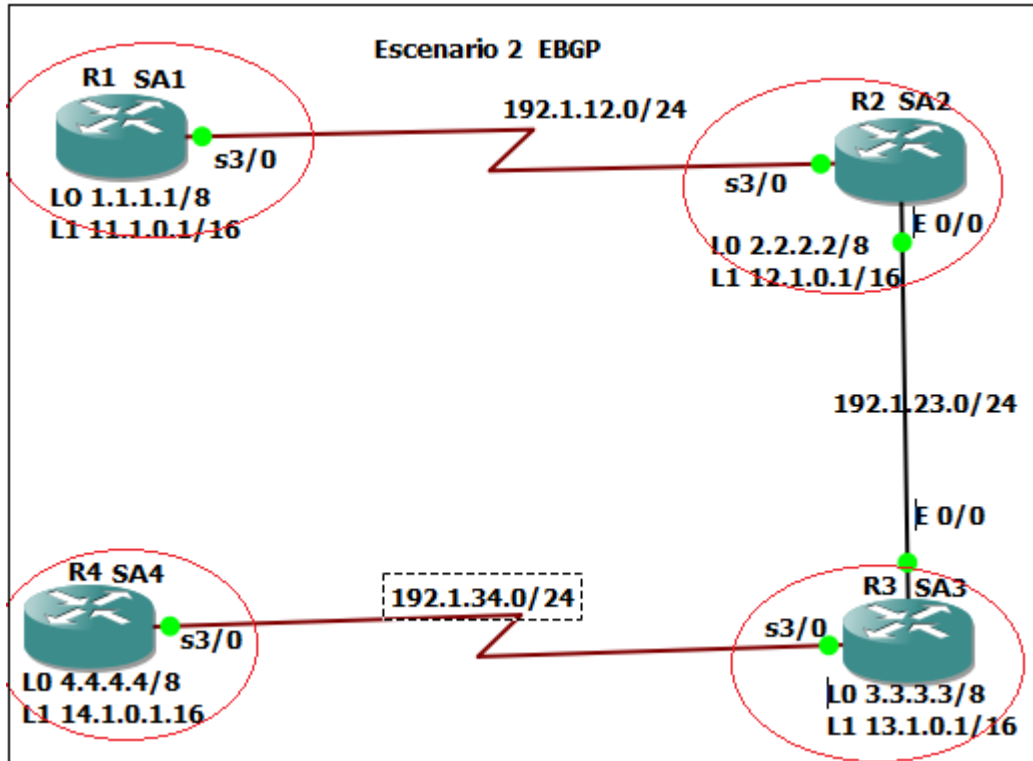 Escenario 2 EBGP
R1 SA1
s3/0
L0 1.1.1.1/8
L1 11.1.0.1/16
192.1.12.0/24
R2 SA2
s3/0
E 0/0
L0 2.2.2.2/8
L1 12.1.0.1/16
192.1.23.0/24
E 0/0
R3 SA3
s3/0
L0 3.3.3.3/8
L1 13.1.0.1/16
192.1.34.0/24
R4 SA4
s3/0
L0 4.4.4.4/8
L1 14.1.0.1.16